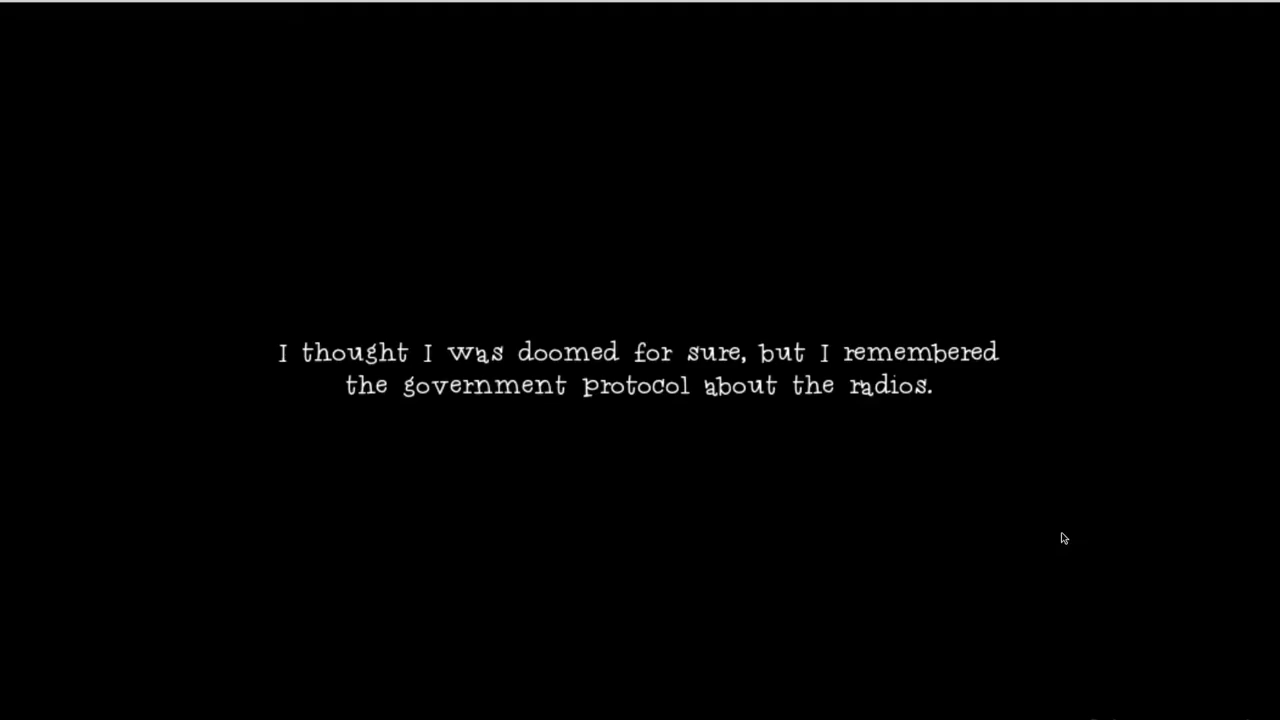 I thought I was doomed for sure, but I remembered
the government protocol about the radios.